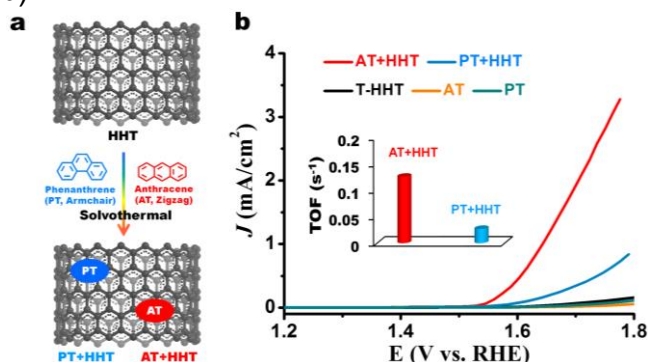 a
HHT
Phenanthrene
(PT, Armchair)
Anthracene
(AT, Zigzag)
Solvothermal
PT
AT
PT+HHT AT+HHT
b
AT+HHT PT+HHT
T-HHT AT PT
J (mA/cm²)
4
3
2
1
0
TOF (s⁻¹)
0.2
0.15
0.1
0.05
0
AT+HHT
PT+HHT
1.2 1.4 1.6 1.8
E (V vs. RHE)